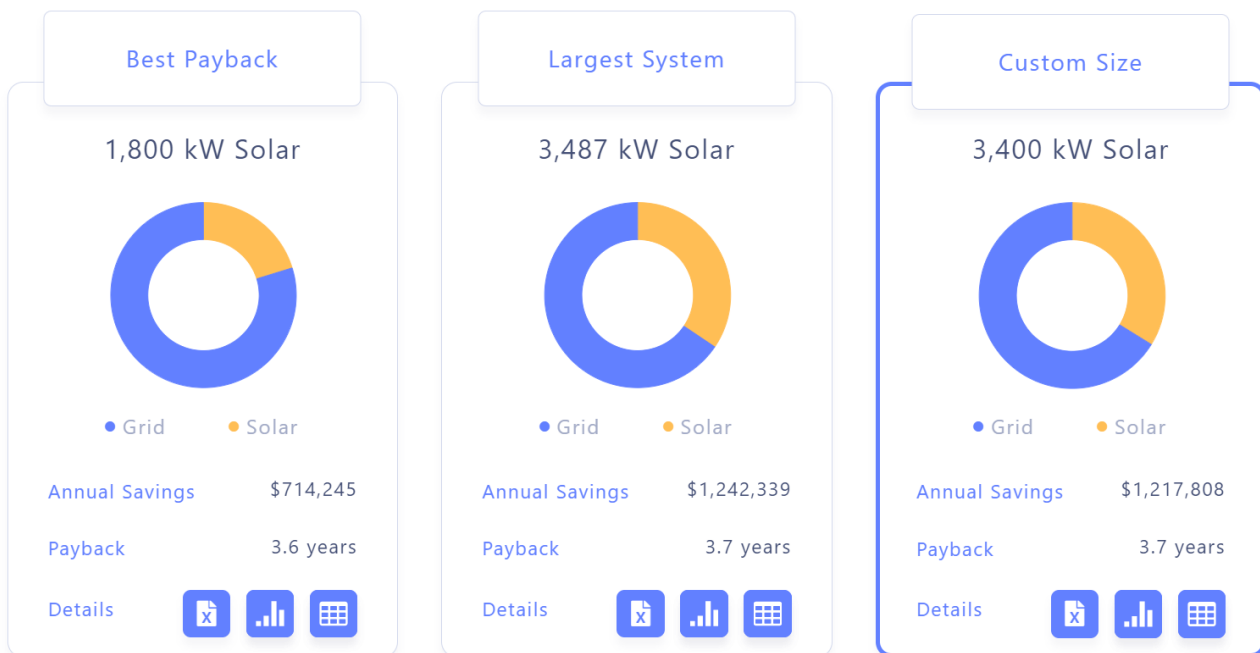 Best Payback
1,800 kW Solar
Grid
Solar
Annual Savings $714,245
Payback 3.6 years
Details
Largest System
3,487 kW Solar
Grid
Solar
Annual Savings $1,242,339
Payback 3.7 years
Details
Custom Size
3,400 kW Solar
Grid
Solar
Annual Savings $1,217,808
Payback 3.7 years
Details